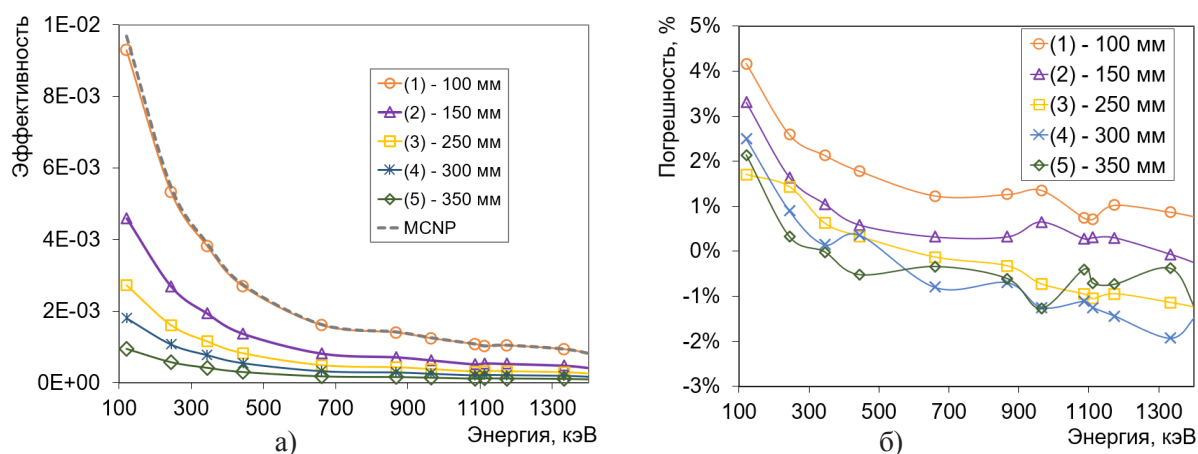 Эффективность
1E-02
8E-03
6E-03
4E-03
2E-03
0E+00
100 300 500 700 900 1100 1300
Энергия, кэВ
(1) - 100 мм
(2) - 150 мм
(3) - 250 мм
(4) - 300 мм
(5) - 350 мм
MCNP
а)
Погрешность, %
5%
4%
3%
2%
1%
0%
-1%
-2%
-3%
100 300 500 700 900 1100 1300
Энергия, кэВ
(1) - 100 мм
(2) - 150 мм
(3) - 250 мм
(4) - 300 мм
(5) - 350 мм
б)